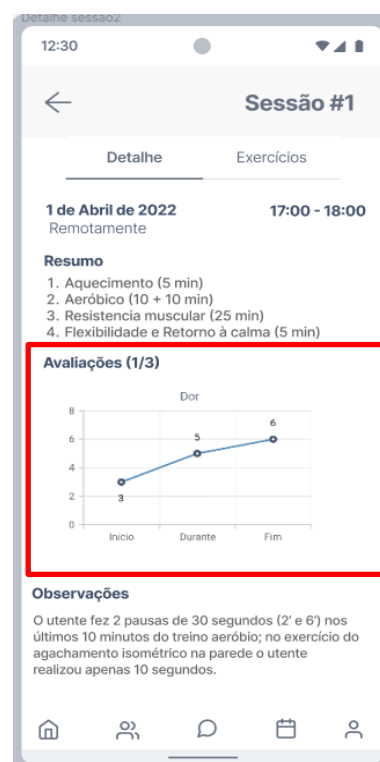 Detalhe sessão2
12:30
Sessão #1
Detalhe Exercícios
1 de Abril de 2022 17:00 - 18:00
Remotamente
Resumo
1. Aquecimento (5 min)
2. Aeróbico (10 + 10 min)
3. Resistencia muscular (25 min)
4. Flexibilidade e Retorno à calma (5 min)
Avaliações (1/3)
Dor
8
6
4
2
0
3
5
6
Inicio Durante Fim
Observações
O utente fez 2 pausas de 30 segundos (2' e 6') nos
últimos 10 minutos do treino aeróbio; no exercício do
agachamento isométrico na parede o utente
realizou apenas 10 segundos.